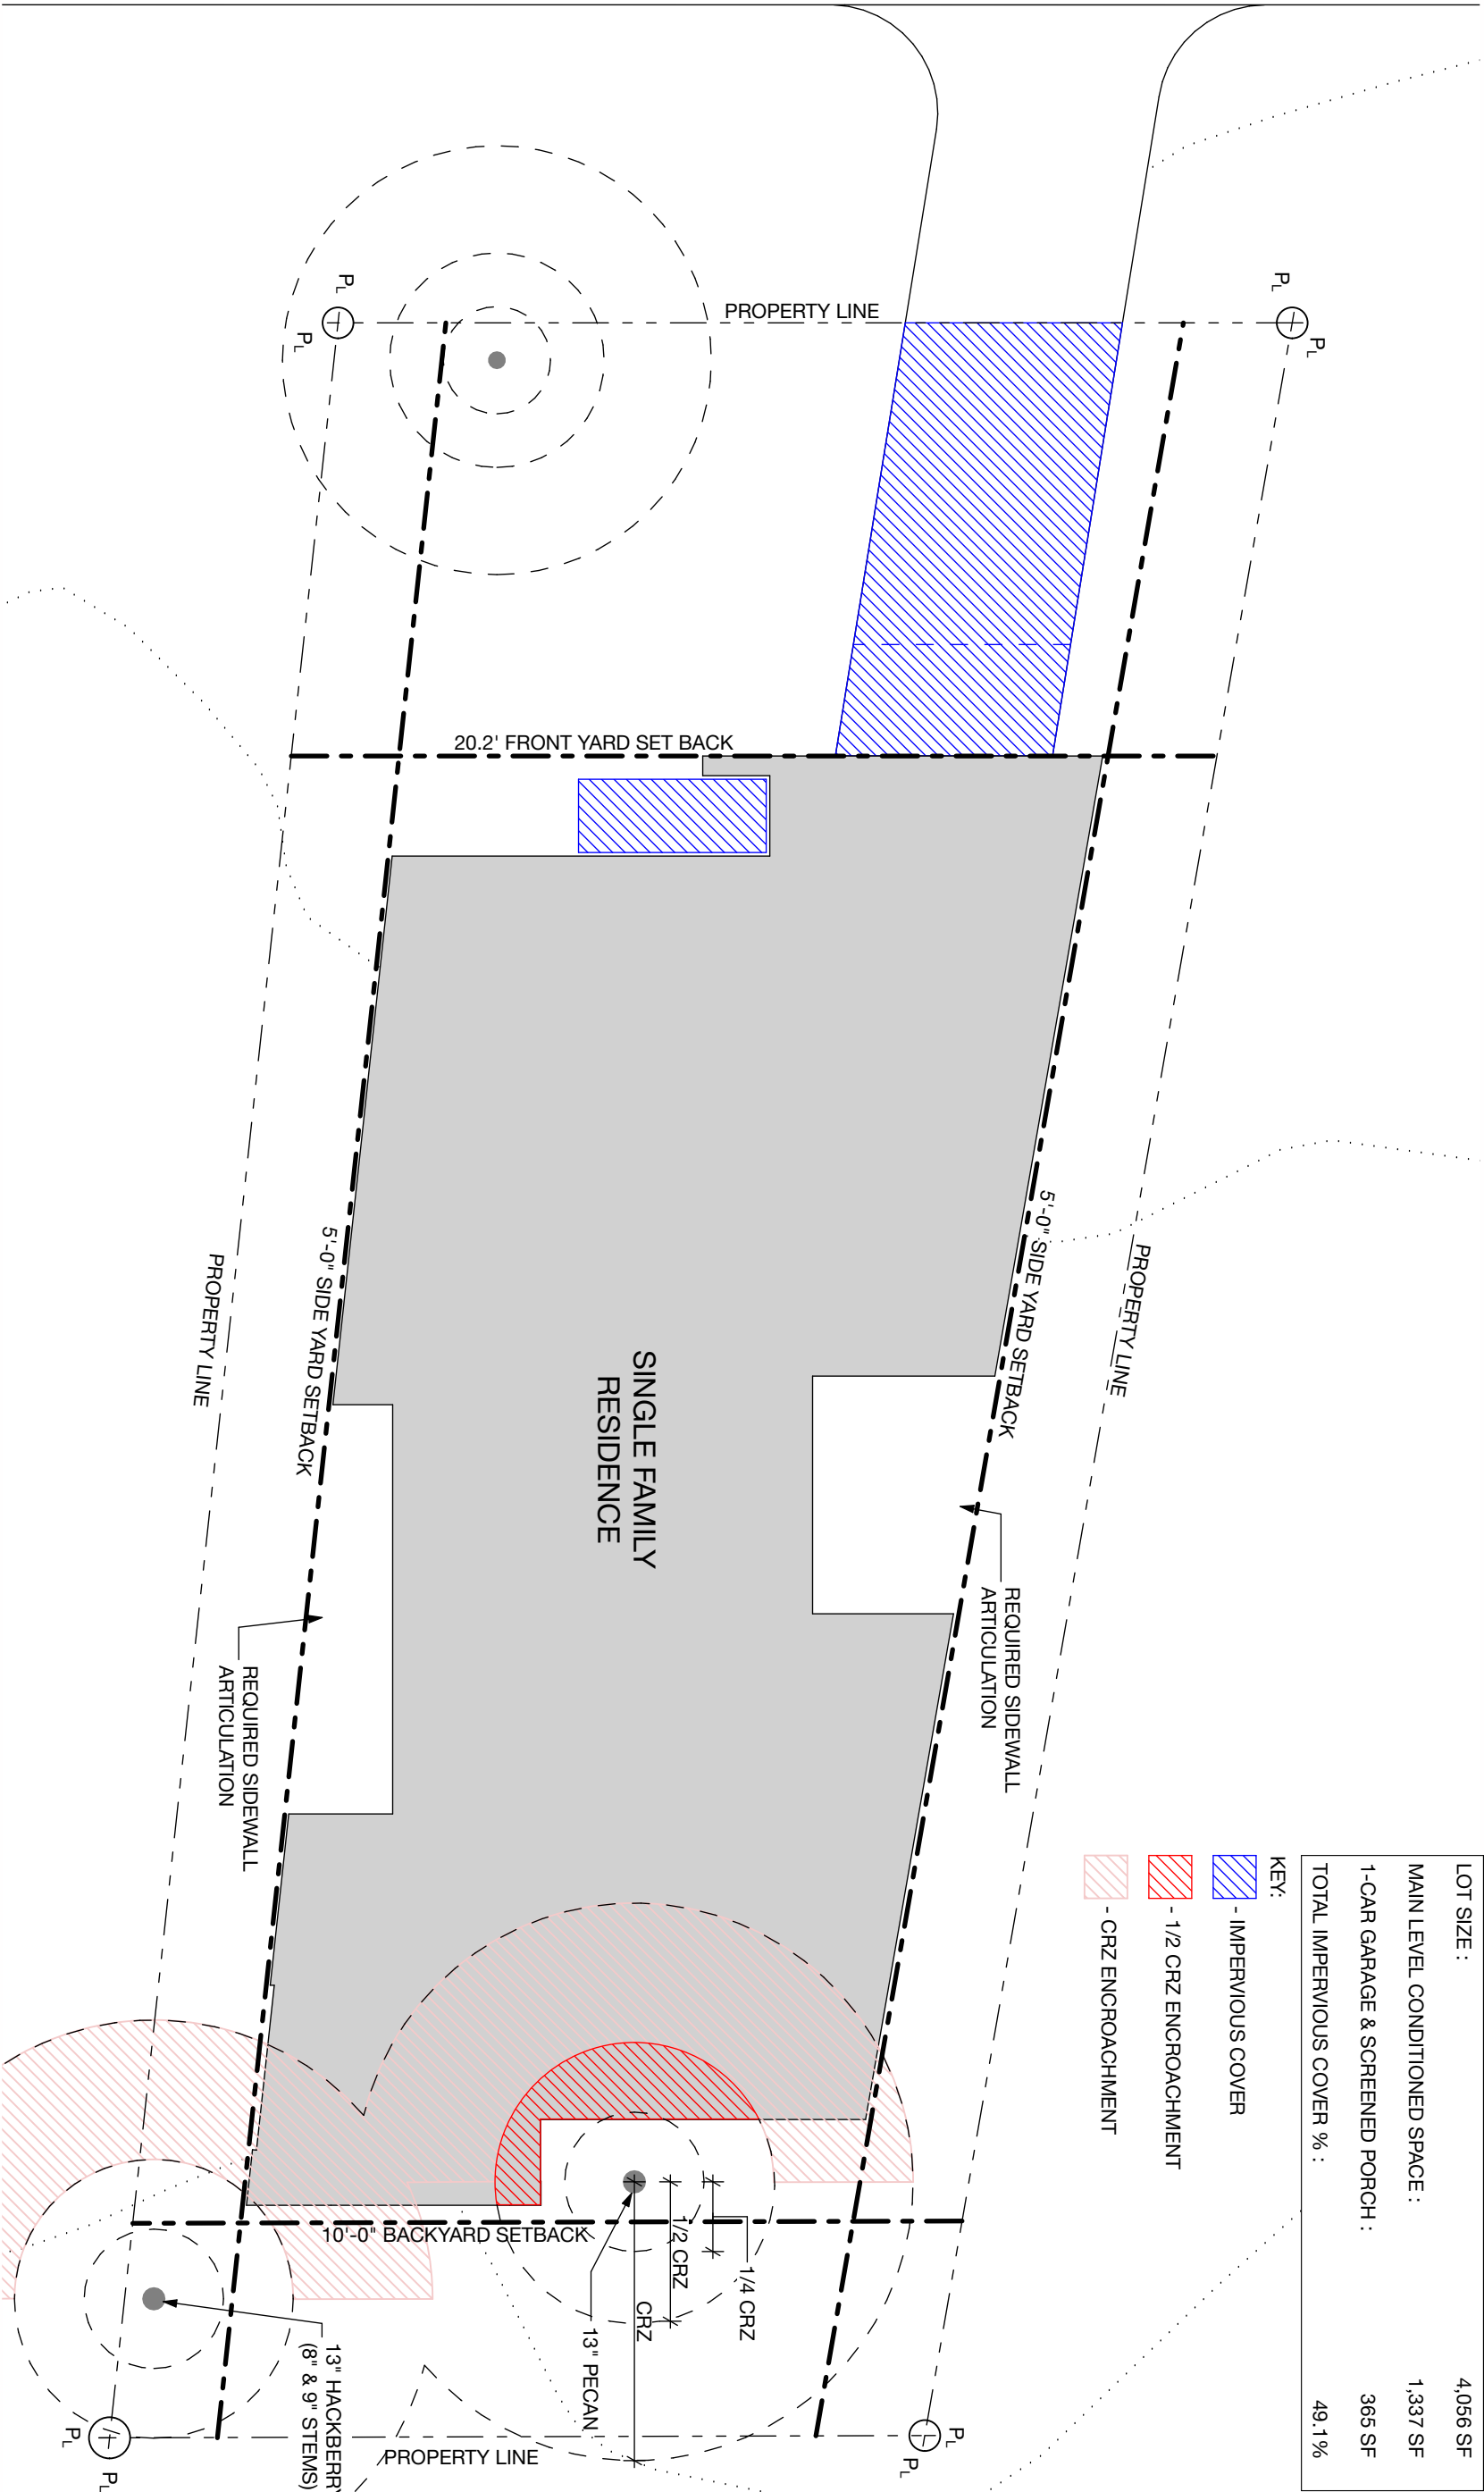 LOT SIZE : 4,056 SF
MAIN LEVEL CONDITIONED SPACE : 1,337 SF
1-CAR GARAGE & SCREENED PORCH : 365 SF
TOTAL IMPERVIOUS COVER % : 49.1%
KEY:
- IMPERVIOUS COVER
- 1/2 CRZ ENCROACHMENT
- CRZ ENCROACHMENT
PL
PL
PROPERTY LINE
PL
PL
20.2' FRONT YARD SET BACK
5'-0" SIDE YARD SETBACK
PROPERTY LINE
5'-0" SIDE YARD SETBACK
PROPERTY LINE
SINGLE FAMILY
RESIDENCE
REQUIRED SIDEWALL
ARTICULATION
REQUIRED SIDEWALL
ARTICULATION
10'-0" BACKYARD SETBACK
1/4 CRZ
1/2 CRZ
CRZ
13" PECAN
13" HACKBERRY
(8" & 9" STEMS)
PROPERTY LINE
PL
PL
PL
PL